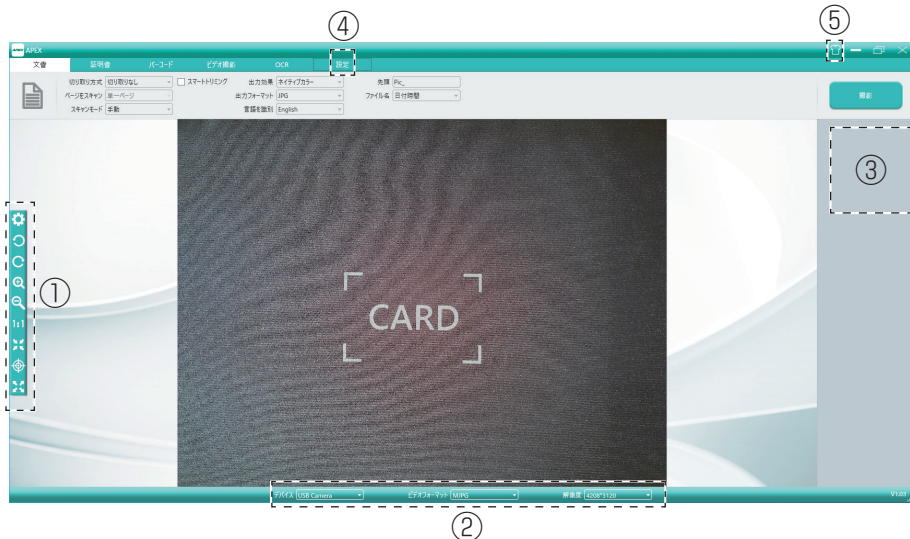 ④ ⑤
APEX APEX
文書 証明書 バーコード ビデオ撮影 OCR 設定
切り取り方式 切り取りなし スマートトリミング 出力効果 ネイティブカラー 先頭 Pic_
ページをスキャン 単一ページ 出力フォーマット JPG ファイル名 日付時間
スキャンモード 手動 言語を識別 English
撮影
③
①
1:1
CARD
デバイス USB Camera ビデオフォーマット MJPG 解像度 4208*3120 V1.03
②